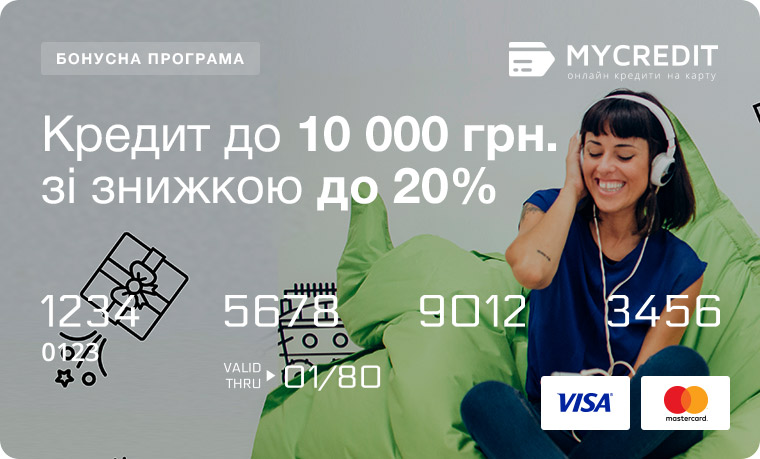 БОНУСНА ПРОГРАМА
MYCREDIT
онлайн кредити на карту
Кредит до 10 000 грн.
зі знижкою до 20%
1234 5678 9012 3456
0123
VALID
THRU 01/80
VISA
mastercard.